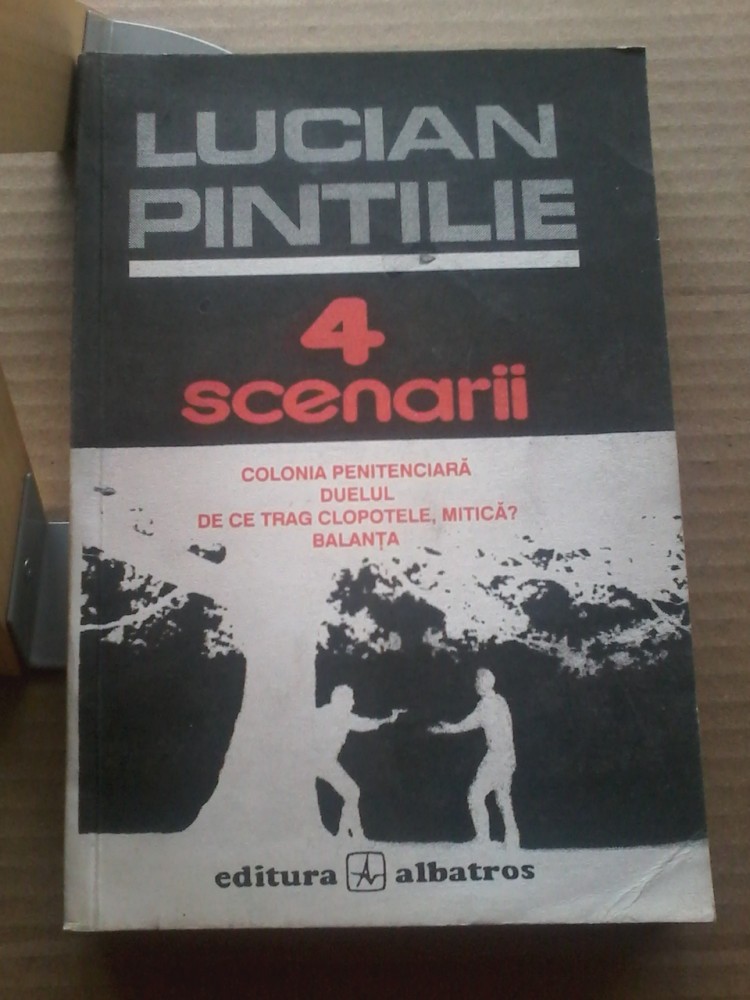 LUCIAN
PINTILIE
4
scenarii
COLONIA PENITENCIARĂ
DUELUL
DE CE TRAG CLOPOTELE, MITICĂ?
BALANȚA
editura albatros